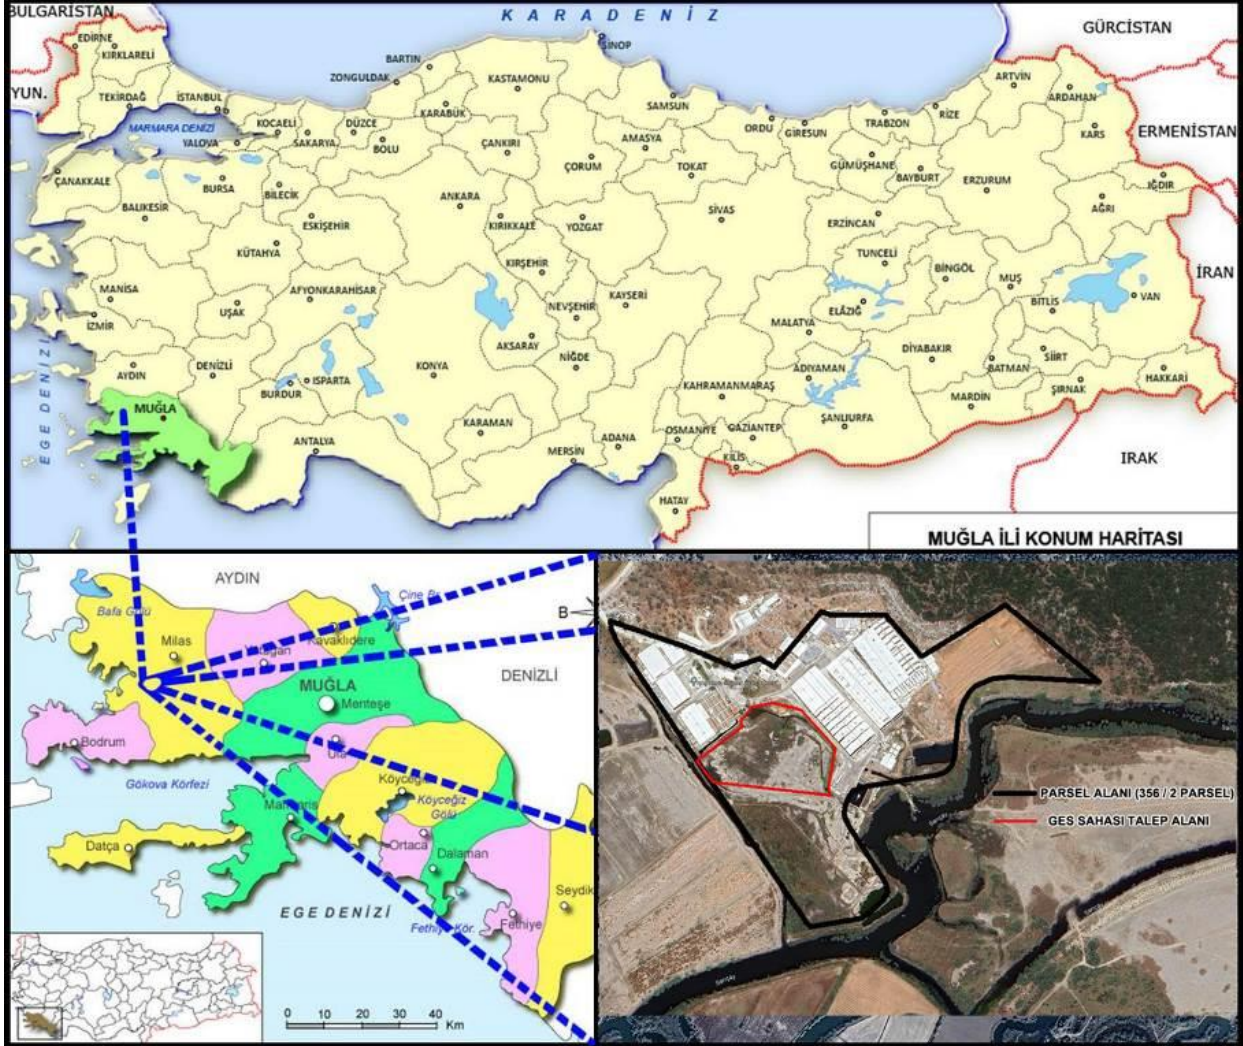 KARADENİZ
BULGARİSTAN
GÜRCİSTAN
EDİRNE
KIRKLARELİ
SİNOP
BARTIN
ZONGULDAK
KASTAMONU
ARTVİN
YUN.
TEKİRDAĞ
İSTANBUL
KARABÜK
SAMSUN
RİZE
ARDAHAN
MARMARA DENİZİ
KOCAELİ
DÜZCE
ORDU
GİRESUN
TRABZON
KARS
ERMENİSTAN
YALOVA
SAKARYA
BOLU
ÇANKIRI
AMASYA
ÇANAKKALE
BURSA
BİLECİK
ÇORUM
TOKAT
GÜMÜŞHANE
BAYBURT
ERZURUM
IĞDIR
BALIKESİR
ESKİŞEHİR
ANKARA
KIRIKKALE
YOZGAT
SİVAS
ERZİNCAN
AĞRI
KÜTAHYA
KIRŞEHİR
TUNCELİ
BİNGÖL
MUŞ
İRAN
MANİSA
AFYONKARAHİSAR
NEVŞEHİR
KAYSERİ
BİTLİS
VAN
İZMİR
UŞAK
ELÂZIĞ
MALATYA
AKSARAY
NİĞDE
DİYABAKIR
SİİRT
AYDIN
DENİZLİ
BURDUR
ISPARTA
KONYA
KAHRAMANMARAŞ
ADIYAMAN
BATMAN
ŞIRNAK
HAKKARİ
EGE DENİZİ
MUĞLA
KARAMAN
MARDİN
ANTALYA
MERSİN
ADANA
OSMANİYE
GAZİANTEP
ŞANLIURFA
KİLİS
IRAK
HATAY
MUĞLA İLİ KONUM HARİTASI
AYDIN
Bafa Gölü
Çine Br.
B
Milas
Yatağan
Kavaklıdere
DENİZLİ
MUĞLA
Menteşe
Bodrum
Ula
Gökova Körfezi
Köyceğiz
Köyceğiz
Gölü
Marmaris
Datça
Ortaca
Dalaman
Seydik
EGE DENİZİ
Fethiye Kör.
Fethiye
0 10 20 30 40
Km
PARSEL ALANI (356 / 2 PARSEL)
GES SAHASI TALEP ALANI